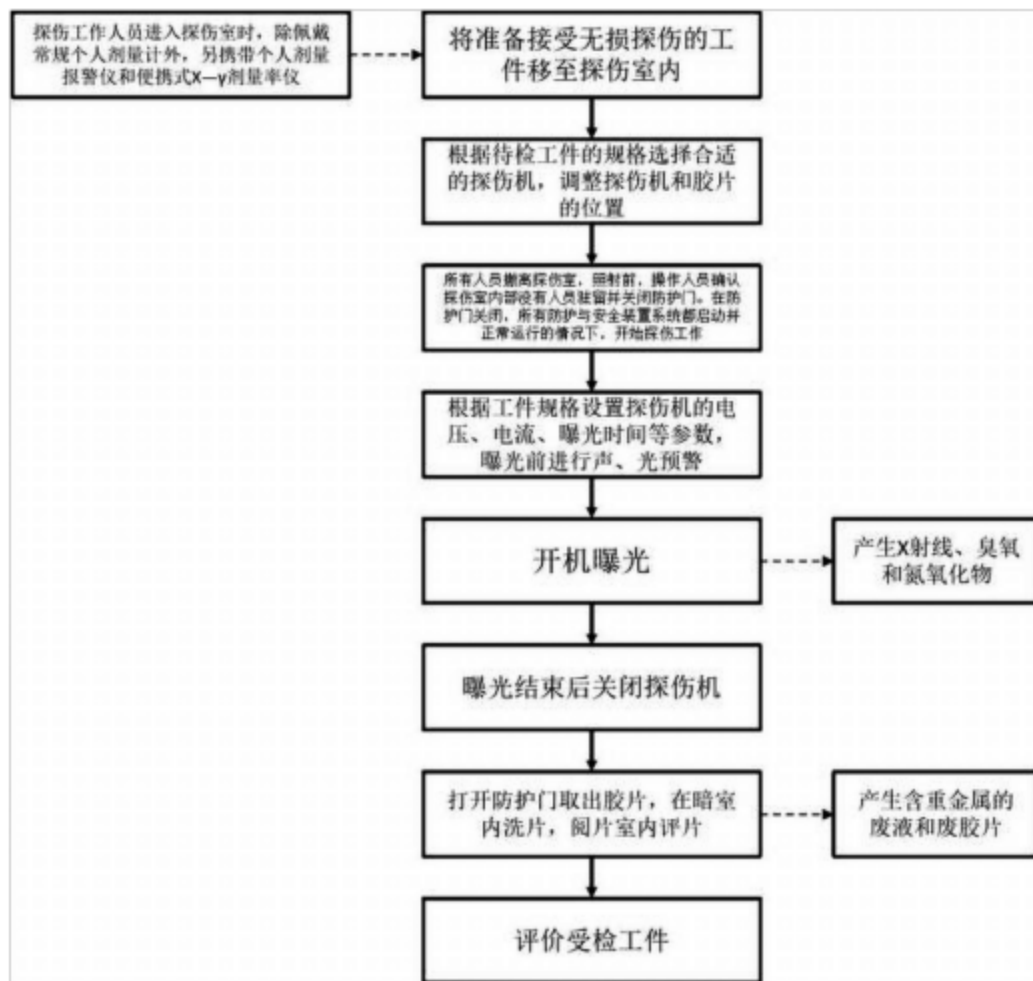 探伤工作人员进入探伤室时，除佩戴
常规个人剂量计外，另携带个人剂量
报警仪和便携式X—γ剂量率仪
将准备接受无损探伤的工
件移至探伤室内
根据待检工件的规格选择合适
的探伤机，调整探伤机和胶片
的位置
所有人员撤离探伤室，照射前，操作人员确认
探伤室内部没有人员驻留并关闭防护门。在防
护门关闭，所有防护与安全装置系统都启动并
正常运行的情况下，开始探伤工作
根据工件规格设置探伤机的电
压、电流、曝光时间等参数，
曝光前进行声、光预警
开机曝光
产生X射线、臭氧
和氮氧化物
曝光结束后关闭探伤机
打开防护门取出胶片，在暗室
内洗片，阅片室内评片
产生含重金属的
废液和废胶片
评价受检工件